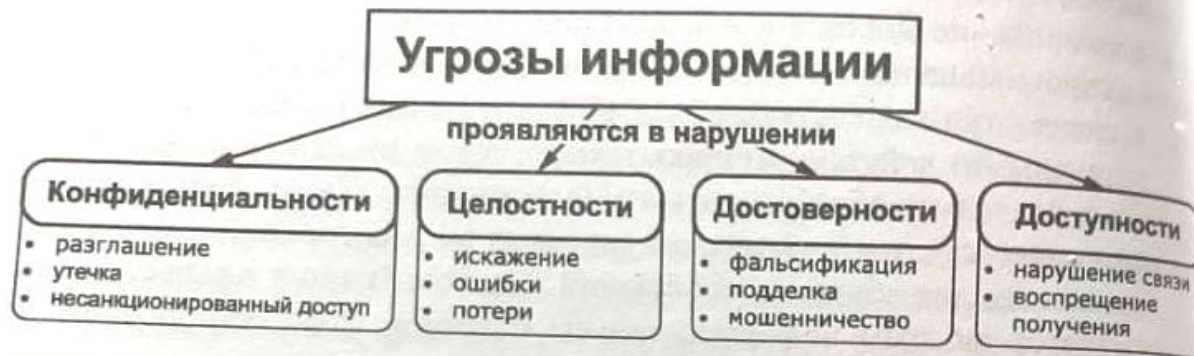 Угрозы информации
проявляются в нарушении
Конфиденциальности
• разглашение
• утечка
• несанкционированный доступ
Целостности
• искажение
• ошибки
• потери
Достоверности
• фальсификация
• подделка
• мошенничество
Доступности
• нарушение связи
• воспрещение
получения